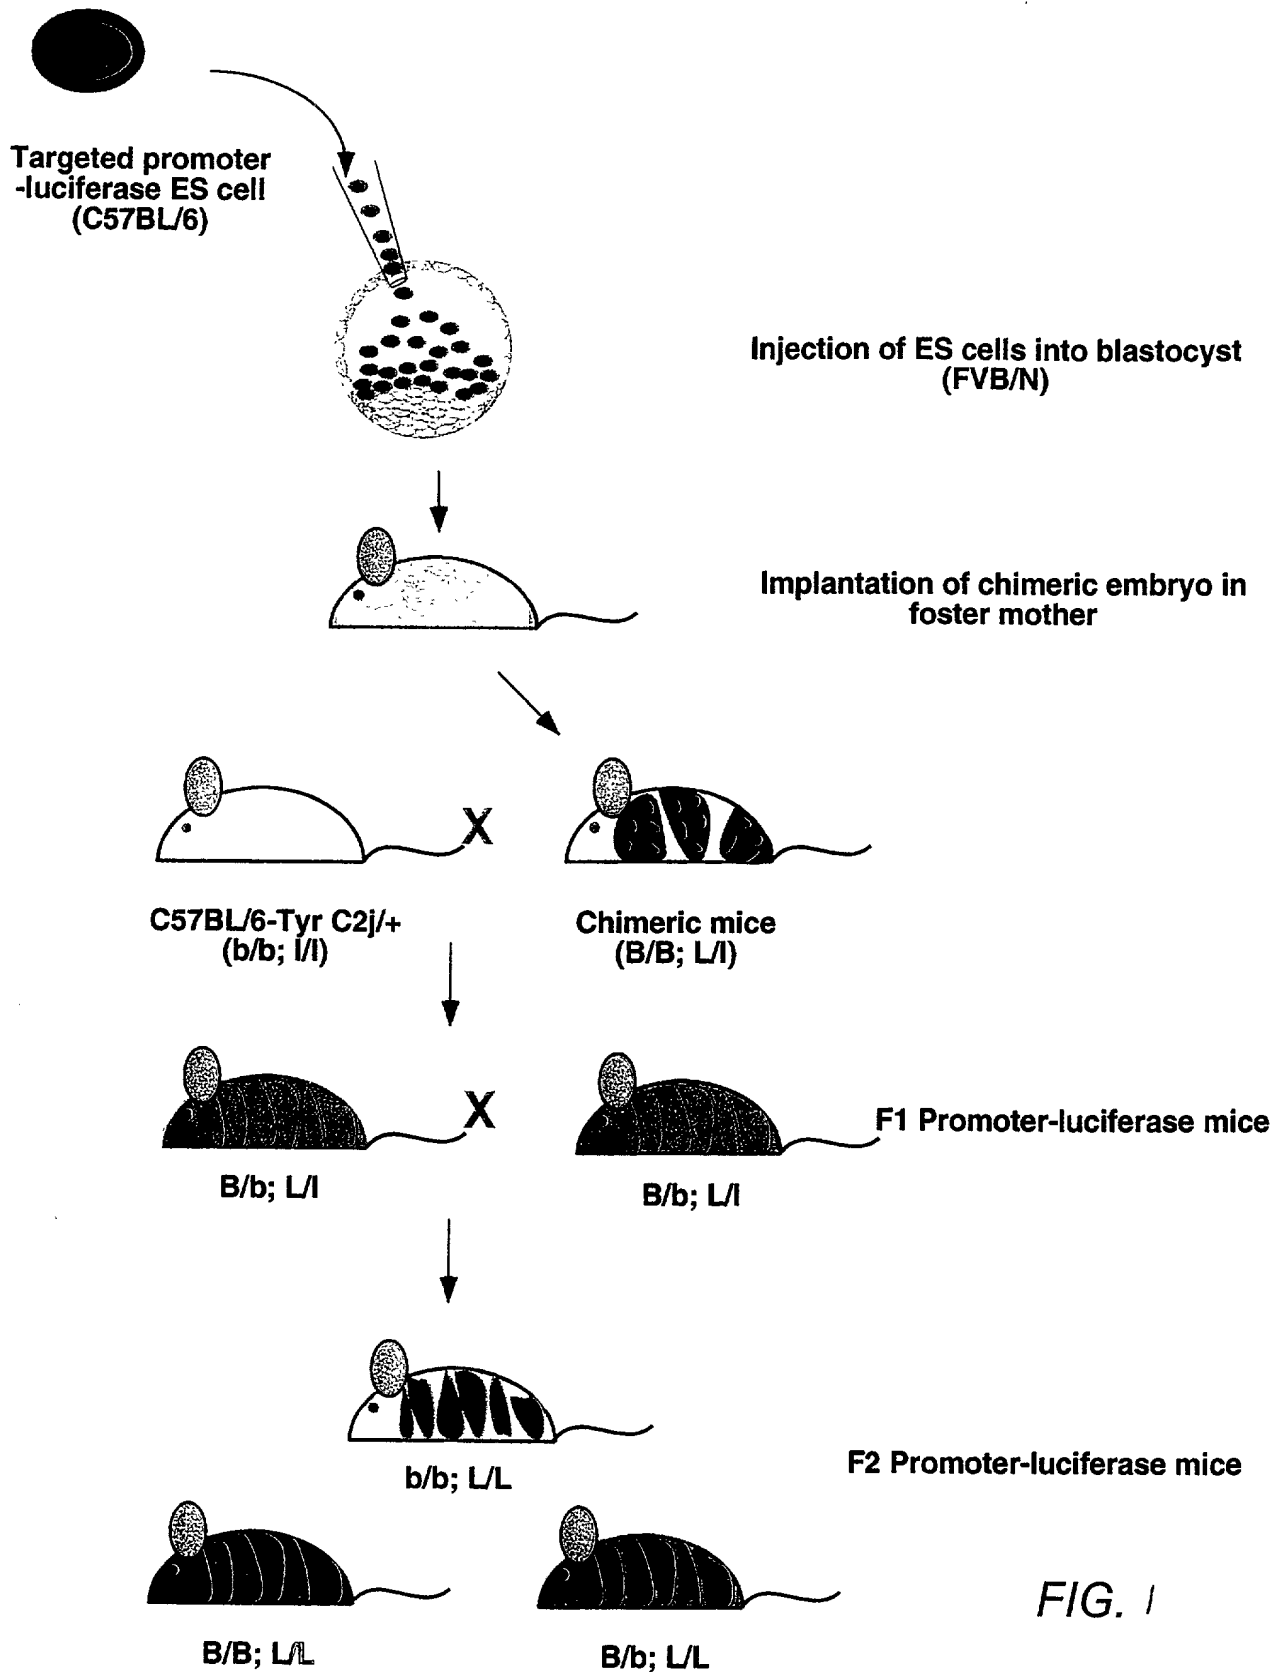 Targeted promoter
-luciferase ES cell
(C57BL/6)
Injection of ES cells into blastocyst
(FVB/N)
Implantation of chimeric embryo in
foster mother
X
C57BL/6-Tyr C2j/+
(b/b; l/l)
Chimeric mice
(B/B; L/l)
X
F1 Promoter-luciferase mice
B/b; L/l
B/b; L/l
b/b; L/L
F2 Promoter-luciferase mice
B/B; L/L
B/b; L/L
FIG. 1